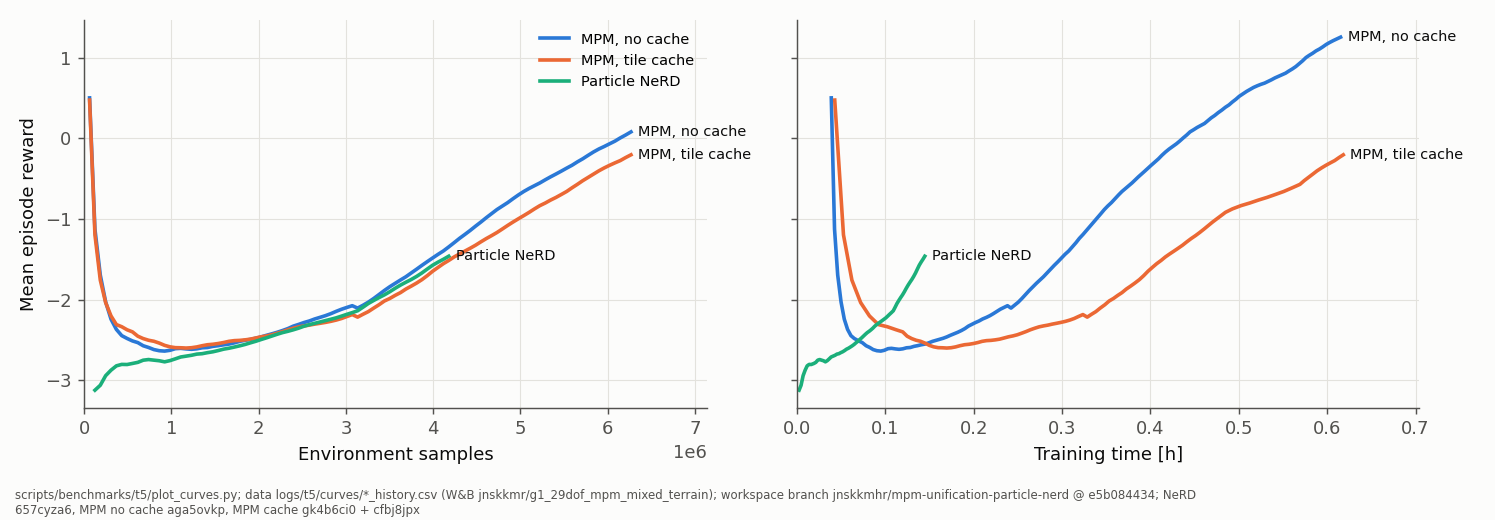 MPM, no cache
MPM, tile cache
Particle NeRD
MPM, no cache
MPM, tile cache
Particle NeRD
Mean episode reward
1
0
−1
−2
−3
0 1 2 3 4 5 6 7
1e6
Environment samples
MPM, no cache
MPM, tile cache
Particle NeRD
0.0 0.1 0.2 0.3 0.4 0.5 0.6 0.7
Training time [h]
scripts/benchmarks/t5/plot_curves.py; data logs/t5/curves/*_history.csv (W&B jnskkmr/g1_29dof_mpm_mixed_terrain); workspace branch jnskkmhr/mpm-unification-particle-nerd @ e5b084434; NeRD
657cyza6, MPM no cache aga5ovkp, MPM cache gk4b6ci0 + cfbj8jpx